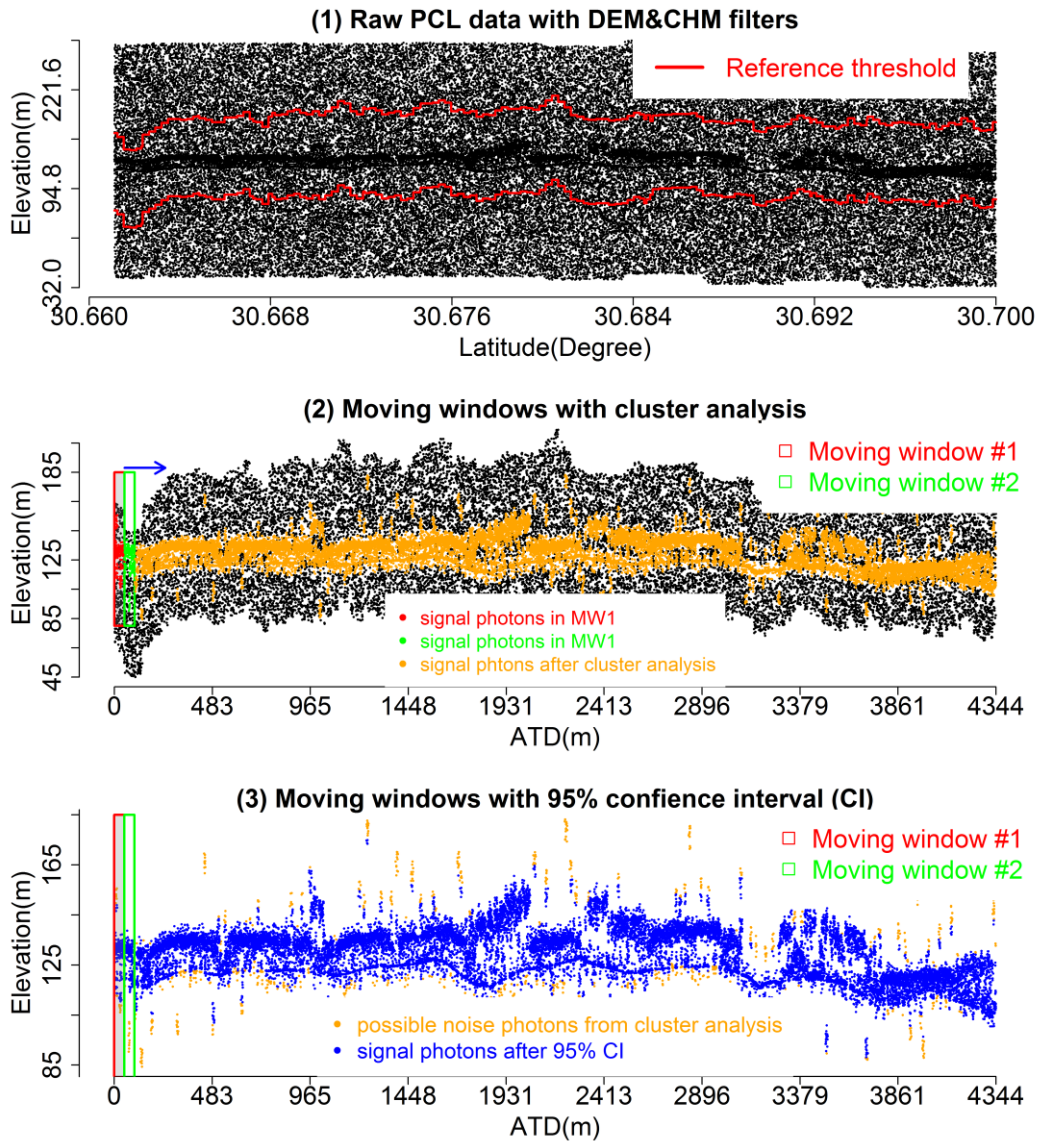 (1) Raw PCL data with DEM&CHM filters
Reference threshold
Elevation(m)
221.6
94.8
32.0
30.660 30.668 30.676 30.684 30.692 30.700
Latitude(Degree)
(2) Moving windows with cluster analysis
Moving window #1
Moving window #2
Elevation(m)
185
125
85
45
signal photons in MW1
signal photons in MW1
signal phtons after cluster analysis
0 483 965 1448 1931 2413 2896 3379 3861 4344
ATD(m)
(3) Moving windows with 95% confience interval (CI)
Moving window #1
Moving window #2
Elevation(m)
165
125
85
possible noise photons from cluster analysis
signal photons after 95% CI
0 483 965 1448 1931 2413 2896 3379 3861 4344
ATD(m)